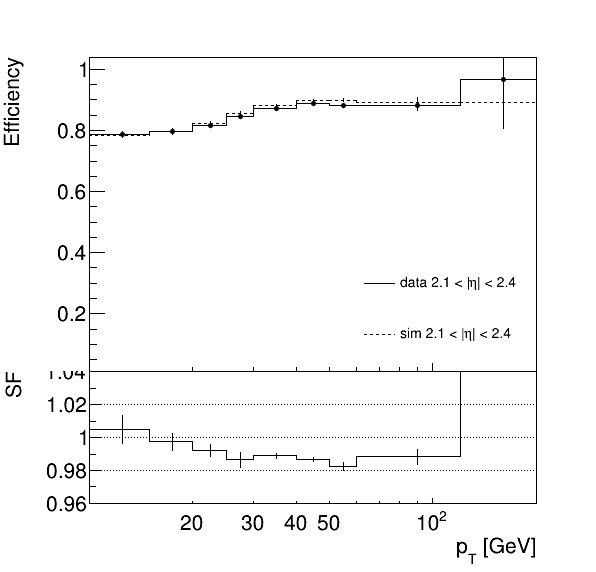 Efficiency
1
0.8
0.6
0.4
0.2
data 2.1 < |η| < 2.4
sim 2.1 < |η| < 2.4
SF
1.04
1.02
1
0.98
0.96
20 30 40 50 10²
p_T [GeV]